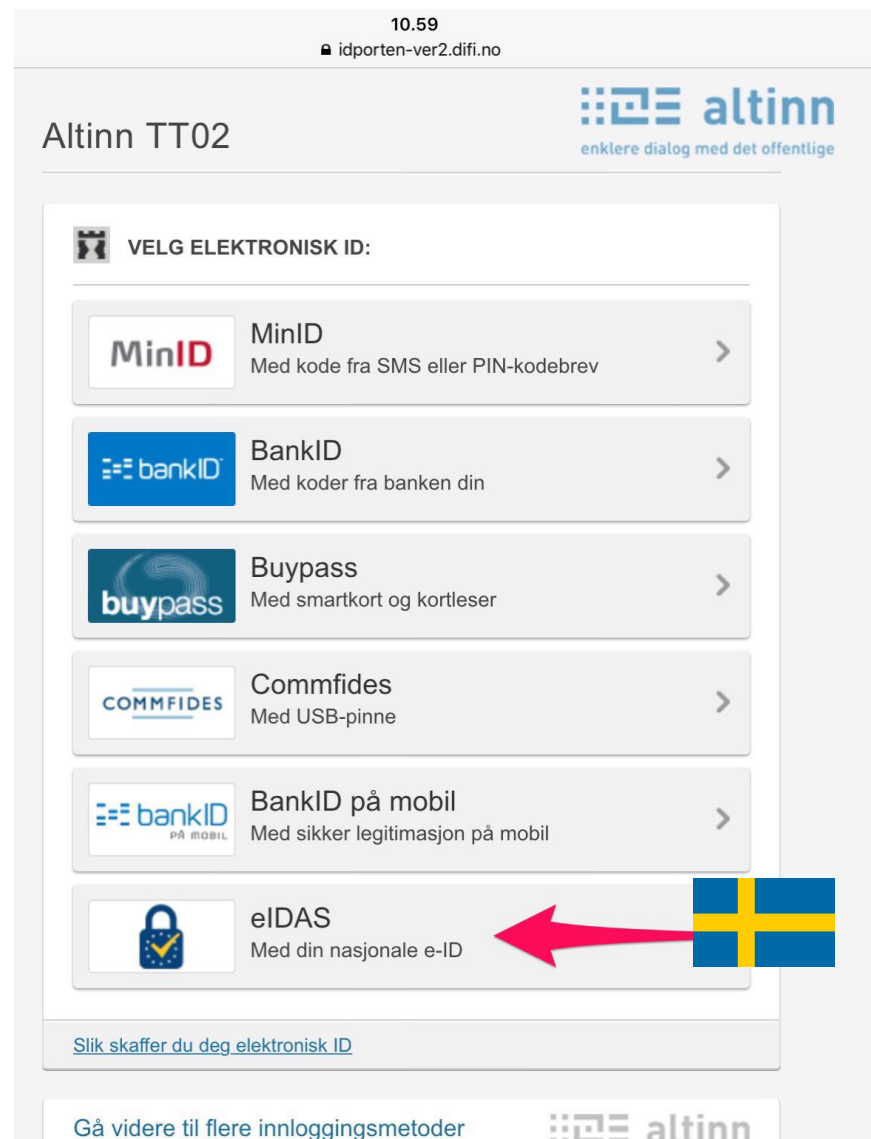 10.59
idporten-ver2.difi.no
Altinn TT02
altinn
enklere dialog med det offentlige
VELG ELEKTRONISK ID:
MinID
MinID
Med kode fra SMS eller PIN-kodebrev
bankID
BankID
Med koder fra banken din
buypass
Buypass
Med smartkort og kortleser
COMMFIDES
Commfides
Med USB-pinne
bankID
PÅ MOBIL
BankID på mobil
Med sikker legitimasjon på mobil
eIDAS
Med din nasjonale e-ID
Slik skaffer du deg elektronisk ID
Gå videre til flere innloggingsmetoder
altinn